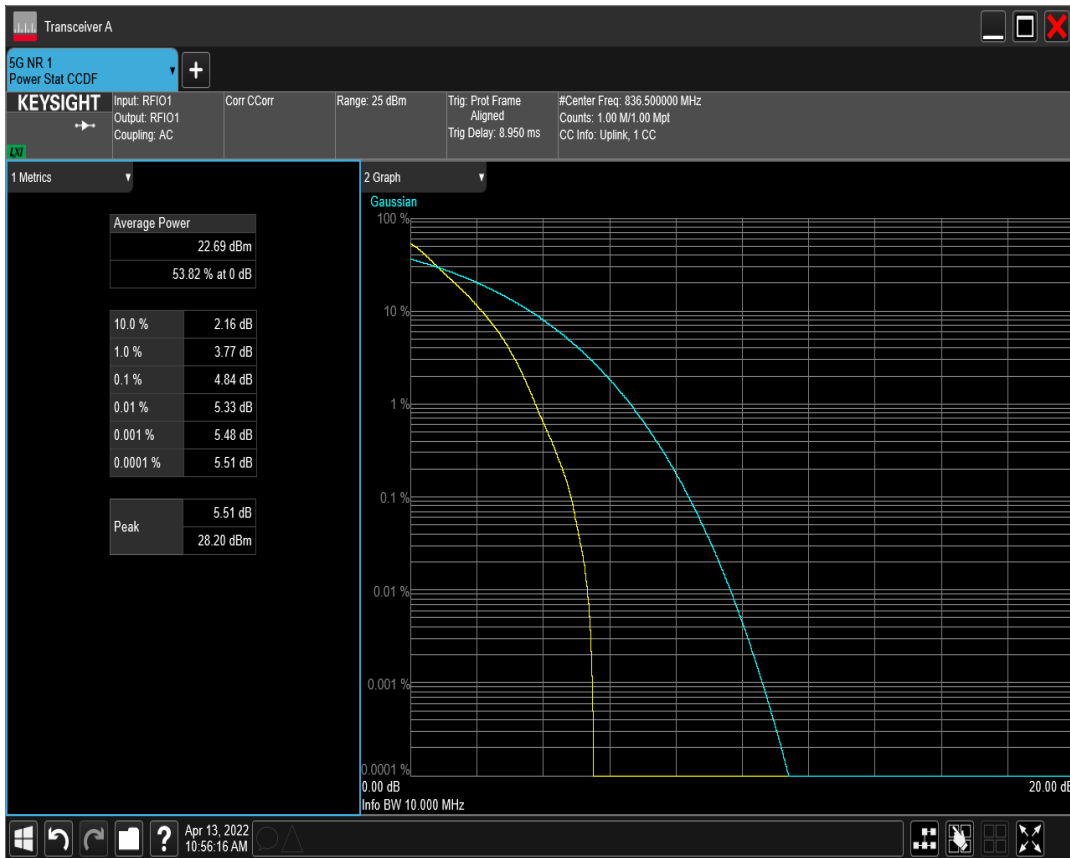 Transceiver A
5G NR 1
Power Stat CCDF
+
KEYSIGHT
LXI
Input: RFIO1
Output: RFIO1
Coupling: AC
Corr CCorr
Range: 25 dBm
Trig: Prot Frame
Aligned
Trig Delay: 8.950 ms
#Center Freq: 836.500000 MHz
Counts: 1.00 M/1.00 Mpt
CC Info: Uplink, 1 CC
1 Metrics
Average Power
22.69 dBm
53.82 % at 0 dB
10.0 % 2.16 dB
1.0 % 3.77 dB
0.1 % 4.84 dB
0.01 % 5.33 dB
0.001 % 5.48 dB
0.0001 % 5.51 dB
Peak
5.51 dB
28.20 dBm
2 Graph
Gaussian
100 %
10 %
1 %
0.1 %
0.01 %
0.001 %
0.0001 %
0.00 dB
20.00 dB
Info BW 10.000 MHz
?
Apr 13, 2022
10:56:16 AM